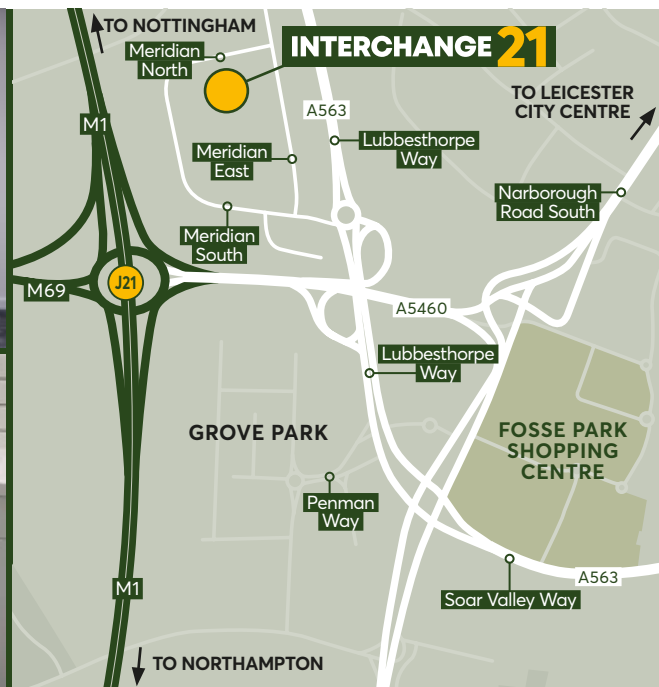 TO NOTTINGHAM
Meridian
North
INTERCHANGE 21
TO LEICESTER
CITY CENTRE
A563
M1
Lubbesthorpe
Way
Meridian
East
Narborough
Road South
Meridian
South
J21
M69
A5460
Lubbesthorpe
Way
GROVE PARK
FOSSE PARK
SHOPPING
CENTRE
Penman
Way
A563
M1
Soar Valley Way
TO NORTHAMPTON